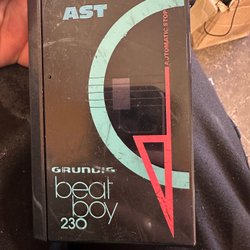 AST
AUTOMATIC STOP
GRUNDIG
beat
boy
230